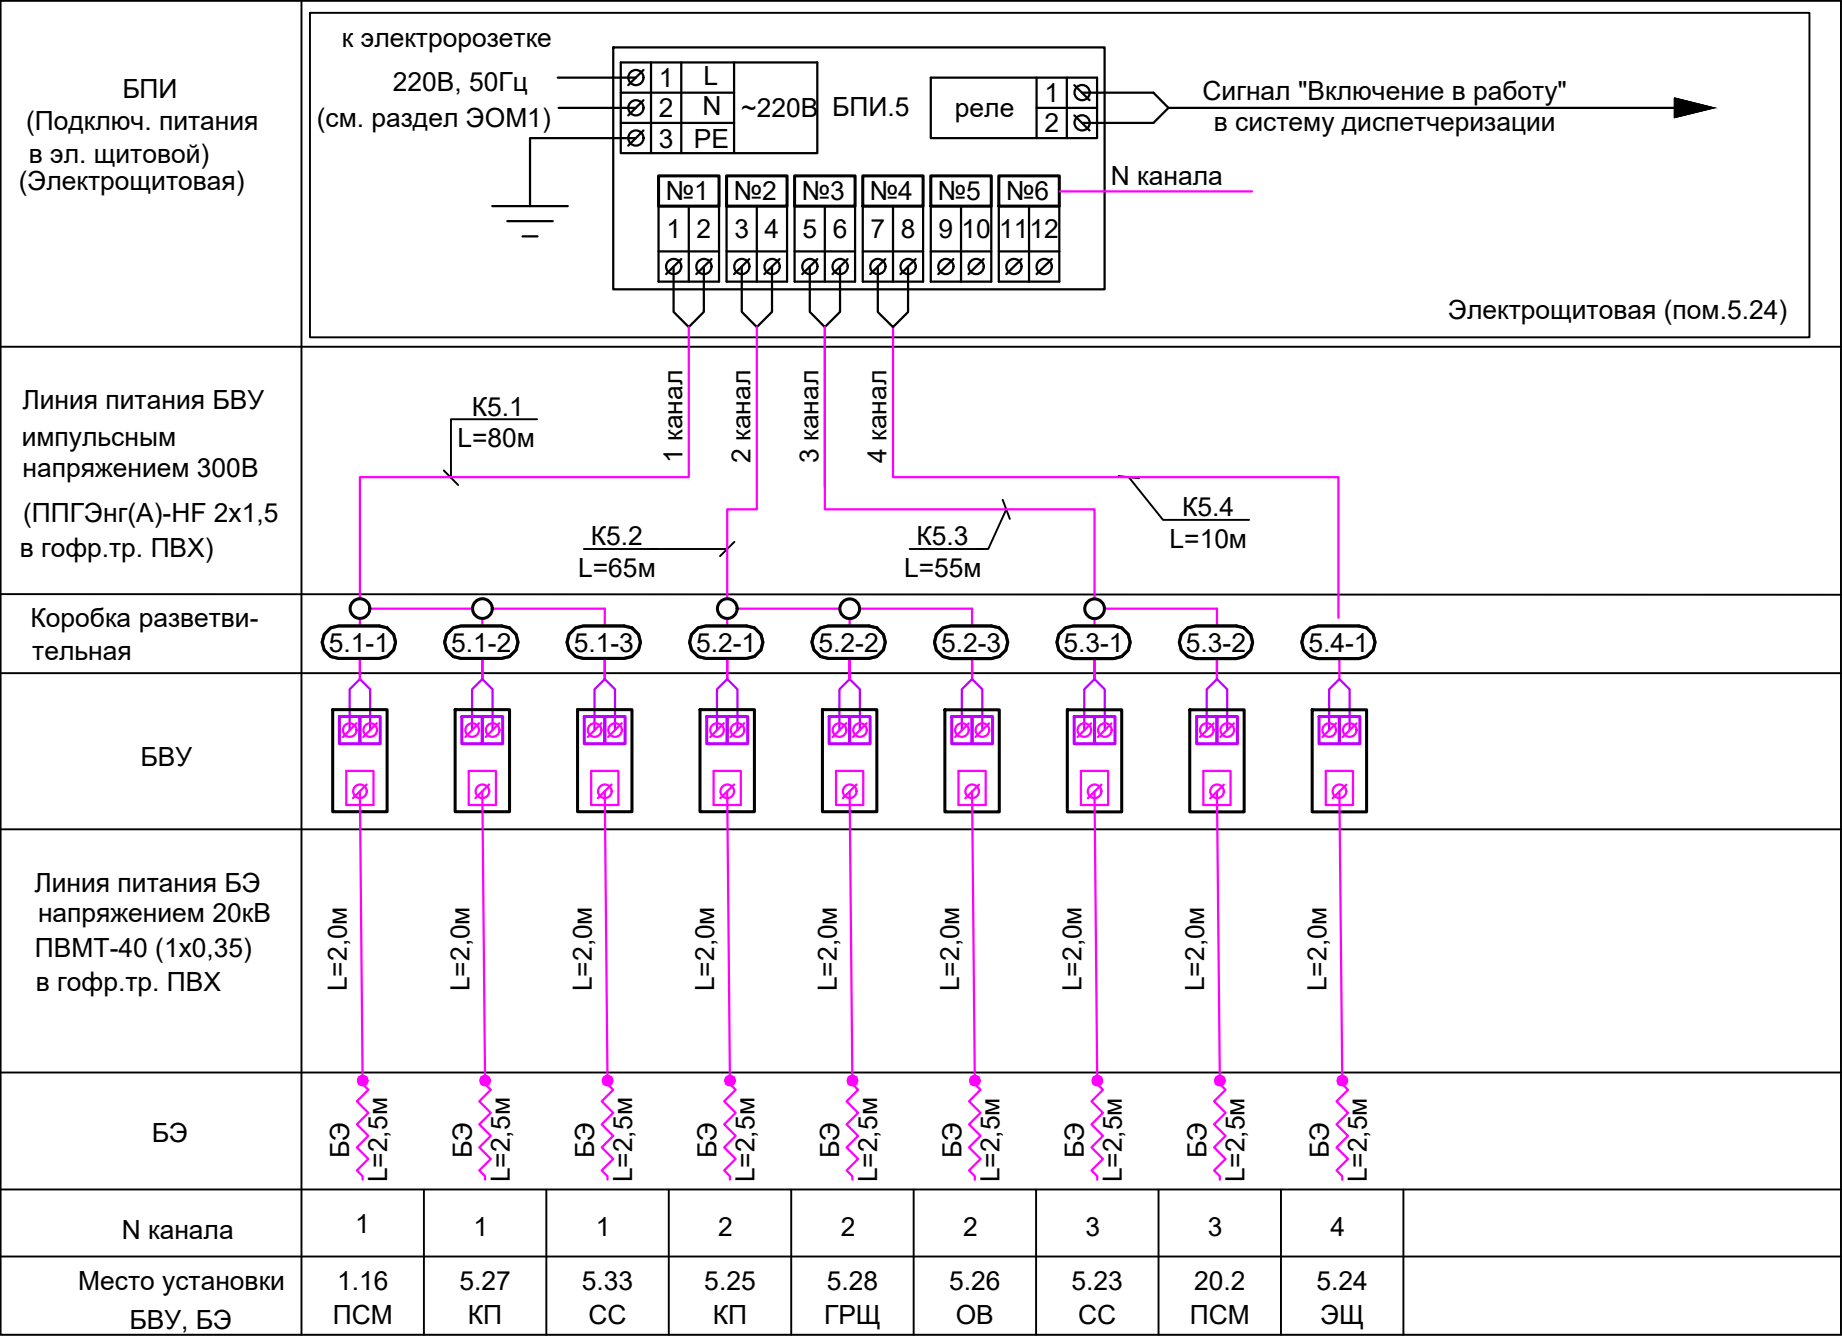 БПИ
(Подключ. питания
в эл. щитовой)
(Электрощитовая)
к электророзетке
220В, 50Гц
(см. раздел ЭОМ1)
1 L
2 N
3 PE
~220В
БПИ.5
реле
1
2
Сигнал "Включение в работу"
в систему диспетчеризации
№1 №2 №3 №4 №5 №6
N канала
1 2 3 4 5 6 7 8 9 10 11 12
Электрощитовая (пом.5.24)
Линия питания БВУ
импульсным
напряжением 300В
(ППГЭнг(А)-HF 2х1,5
в гофр.тр. ПВХ)
1 канал
2 канал
3 канал
4 канал
К5.1
L=80м
К5.2
L=65м
К5.3
L=55м
К5.4
L=10м
Коробка разветви-
тельная
5.1-1 5.1-2 5.1-3 5.2-1 5.2-2 5.2-3 5.3-1 5.3-2 5.4-1
БВУ
Линия питания БЭ
напряжением 20кВ
ПВМТ-40 (1х0,35)
в гофр.тр. ПВХ
L=2,0м L=2,0м L=2,0м L=2,0м L=2,0м L=2,0м L=2,0м L=2,0м L=2,0м
БЭ
БЭ L=2,5м БЭ L=2,5м БЭ L=2,5м БЭ L=2,5м БЭ L=2,5м БЭ L=2,5м БЭ L=2,5м БЭ L=2,5м БЭ L=2,5м
N канала
1 1 1 2 2 2 3 3 4
Место установки
БВУ, БЭ
1.16 5.27 5.33 5.25 5.28 5.26 5.23 20.2 5.24
ПСМ КП СС КП ГРЩ ОВ СС ПСМ ЭЩ